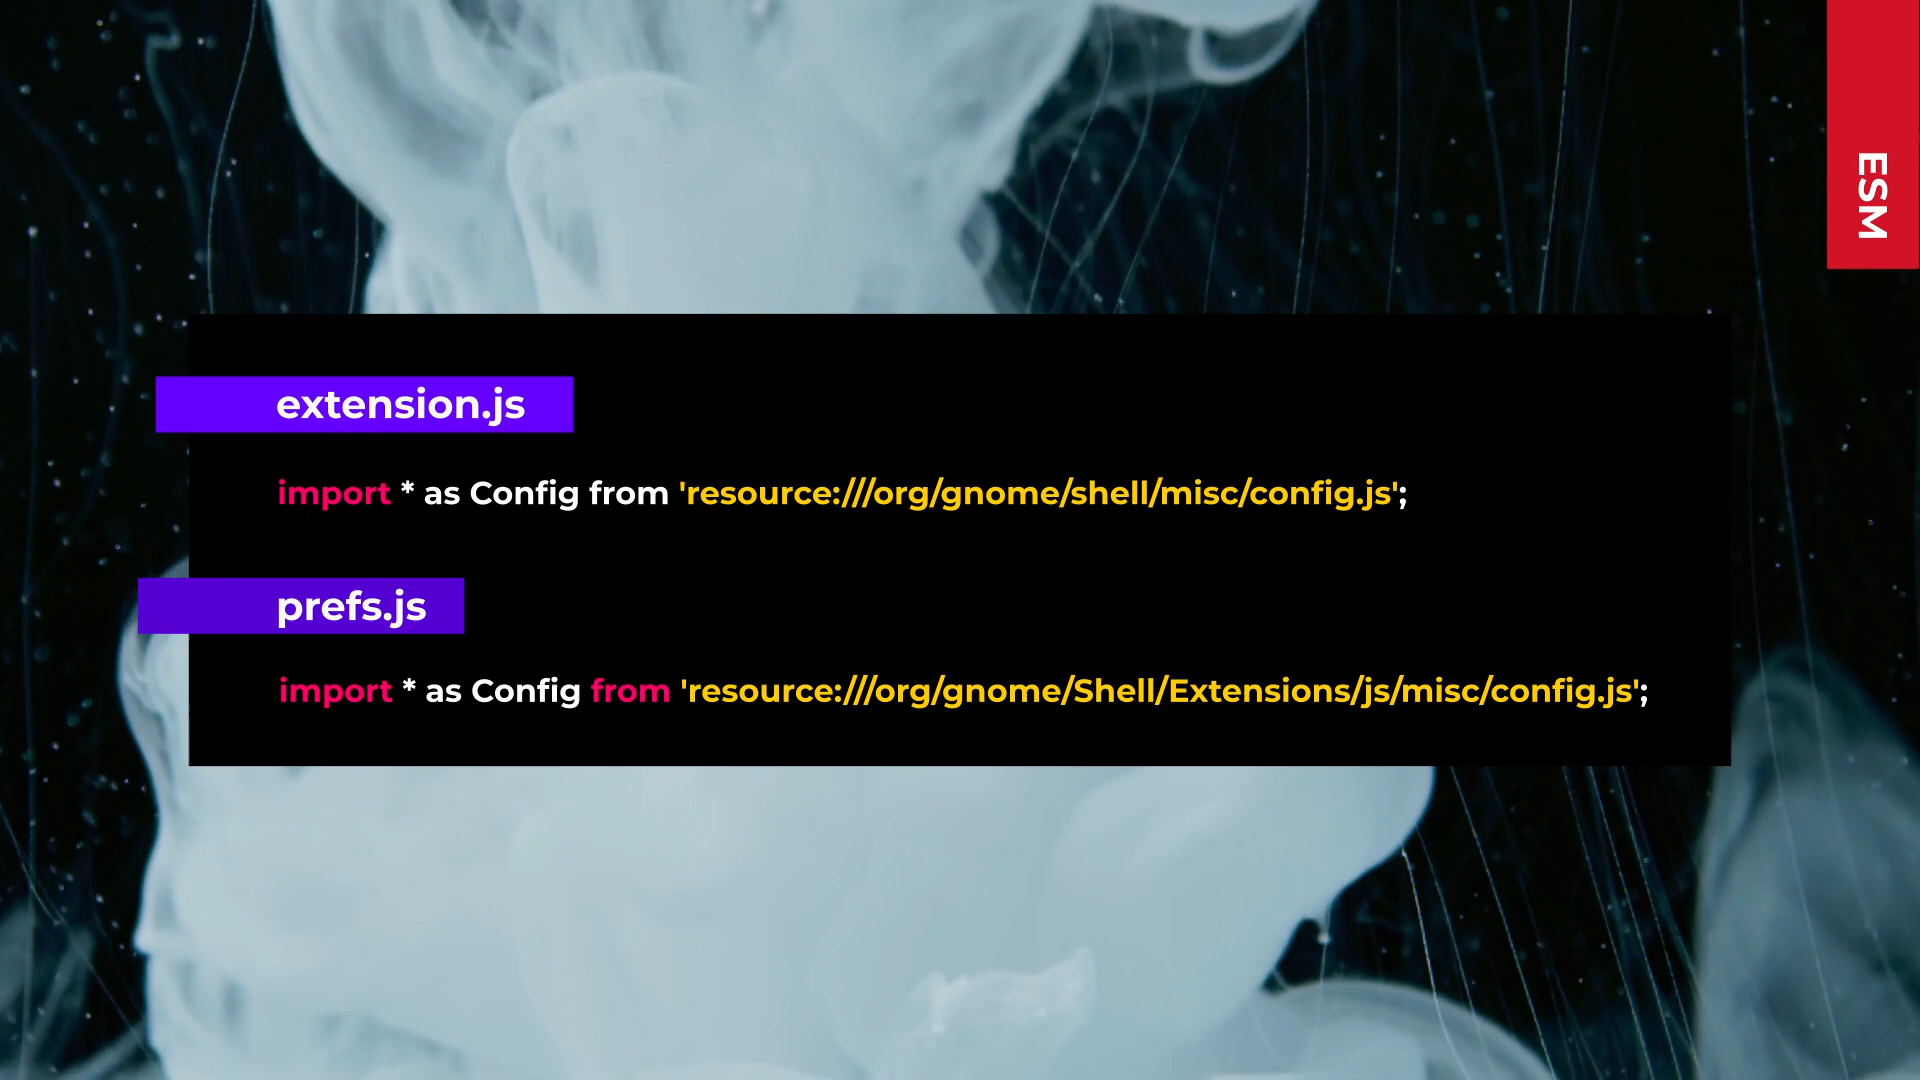 ESM
extension.js
import * as Config from 'resource:///org/gnome/shell/misc/config.js';
prefs.js
import * as Config from 'resource:///org/gnome/Shell/Extensions/js/misc/config.js';